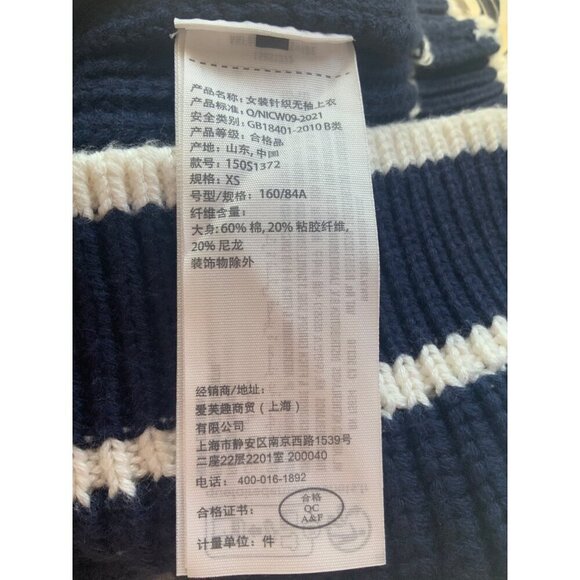 产品名称: 女装针织无袖上衣
产品标准: Q/NICW09-2021
安全类别: GB18401-2010 B类
产品等级: 合格品
产地: 山东, 中国
款号: 150S1372
规格: XS
号型/规格: 160/84A
纤维含量:
大身: 60% 棉, 20% 粘胶纤维,
20% 尼龙
装饰物除外
经销商/地址:
爱芙趣商贸 (上海)
有限公司
上海市静安区南京西路1539号
二座22层2201室 200040
电话: 400-016-1892
合格证书: 合格
QC
A&F
计量单位: 件